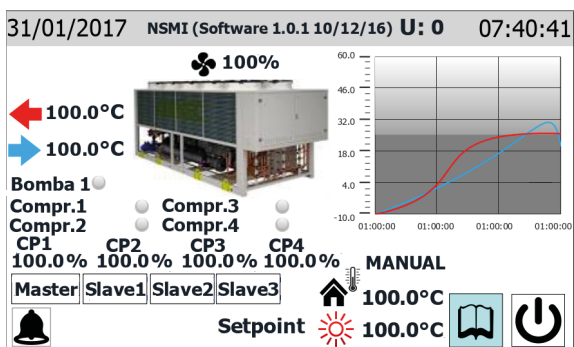 31/01/2017 NSMI (Software 1.0.1 10/12/16) U: 0 07:40:41
100%
60.0
46.0
32.0
18.0
4.0
-10.0
01:00:00 01:00:00 01:00:00 01:00:00
100.0°C
100.0°C
Bomba 1
Compr.1 Compr.3
Compr.2 Compr.4
CP1 CP2 CP3 CP4
100.0% 100.0% 100.0% 100.0%
MANUAL
Master Slave1 Slave2 Slave3
100.0°C
Setpoint 100.0°C